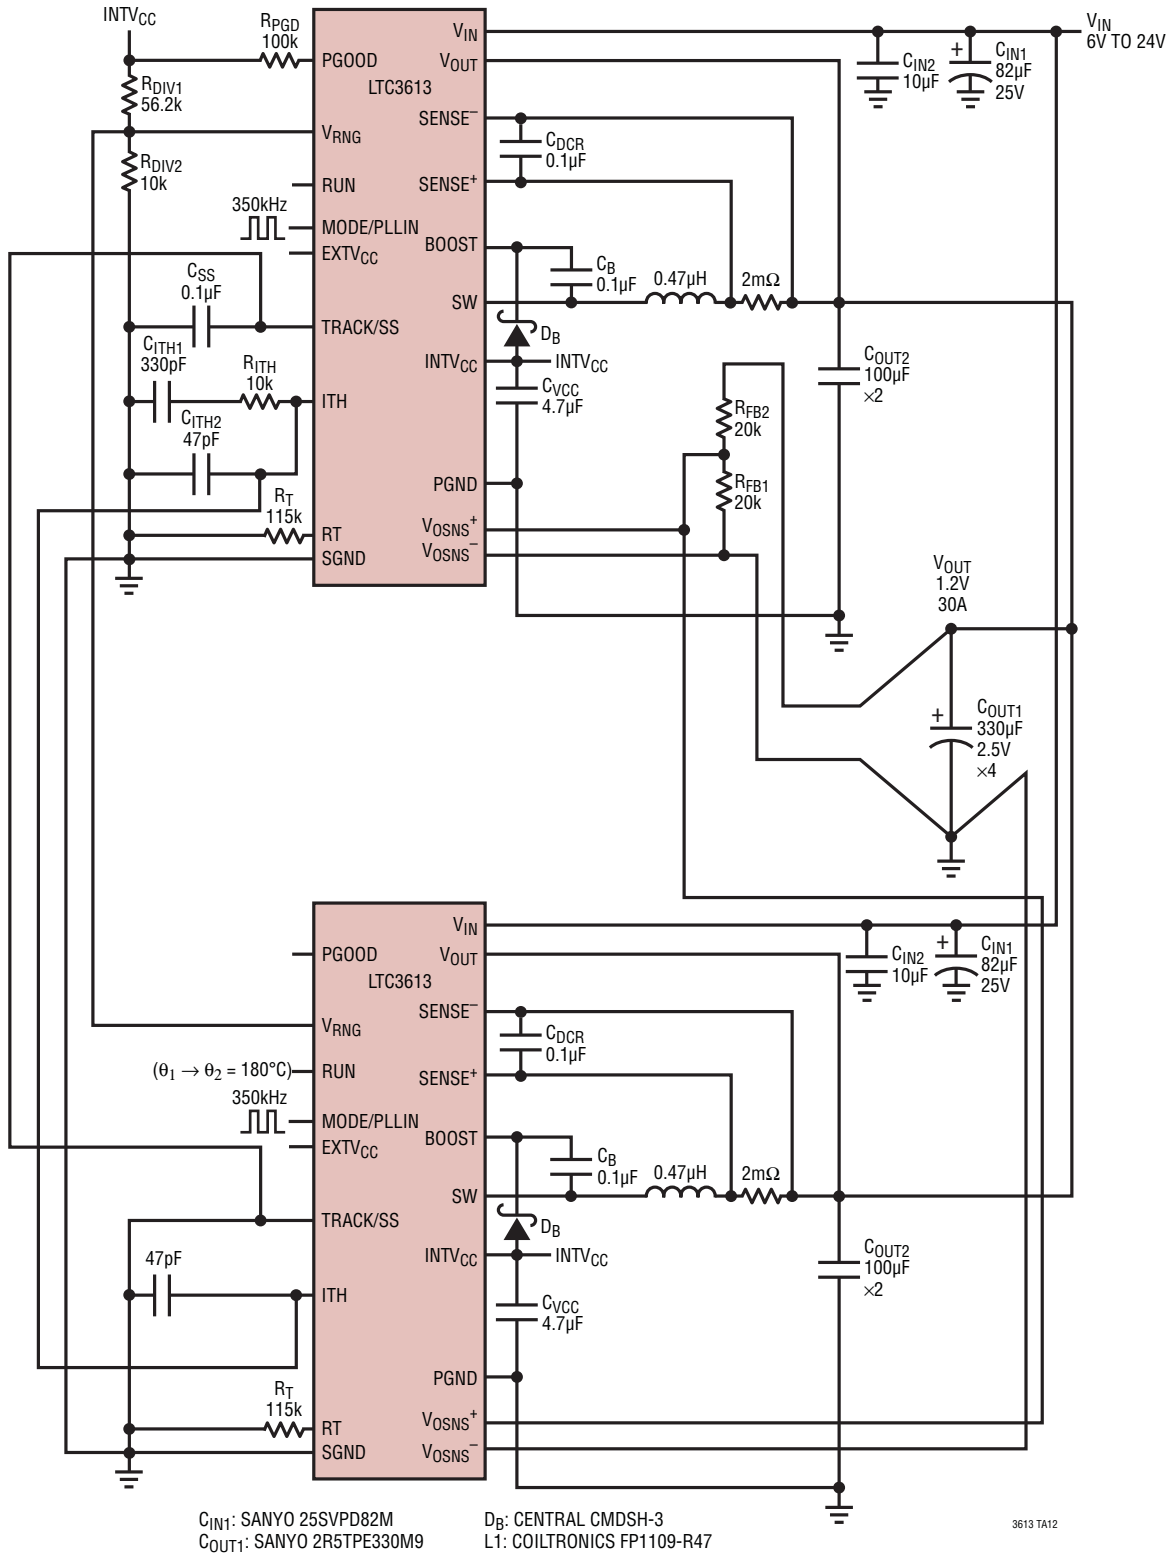 INTVCC
RPGD
100k
PGOOD
RDIV1
56.2k
VRNG
RDIV2
10k
RUN
350kHz
MODE/PLLIN
EXTVCC
CSS
0.1µF
TRACK/SS
CITH1
330pF
RITH
10k
ITH
CITH2
47pF
RT
115k
RT
SGND
LTC3613
VIN
VOUT
SENSE–
SENSE+
BOOST
SW
INTVCC
PGND
VOSNS+
VOSNS–
CDCR
0.1µF
CB
0.1µF
0.47µH
2mΩ
DB
INTVCC
CVCC
4.7µF
RFB2
20k
RFB1
20k
CIN2
10µF
CIN1
+
82µF
25V
VIN
6V TO 24V
COUT2
100µF
×2
VOUT
1.2V
30A
+
COUT1
330µF
2.5V
×4
PGOOD
VRNG
(θ1 → θ2 = 180°C)
RUN
350kHz
MODE/PLLIN
EXTVCC
TRACK/SS
47pF
ITH
RT
115k
RT
SGND
LTC3613
VIN
VOUT
SENSE–
SENSE+
BOOST
SW
INTVCC
PGND
VOSNS+
VOSNS–
CDCR
0.1µF
CB
0.1µF
0.47µH
2mΩ
DB
INTVCC
CVCC
4.7µF
CIN2
10µF
+
CIN1
82µF
25V
COUT2
100µF
×2
CIN1: SANYO 25SVPD82M
COUT1: SANYO 2R5TPE330M9
DB: CENTRAL CMDSH-3
L1: COILTRONICS FP1109-R47
3613 TA12